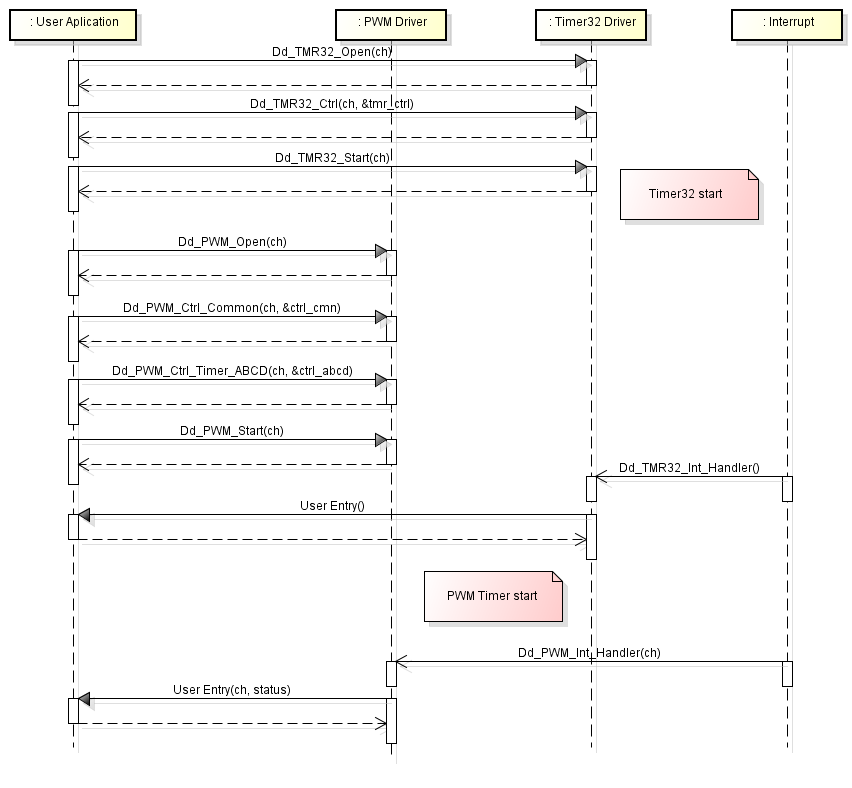 : User Aplication
: PWM Driver
: Timer32 Driver
: Interrupt
Dd_TMR32_Open(ch)
Dd_TMR32_Ctrl(ch, &tmr_ctrl)
Dd_TMR32_Start(ch)
Timer32 start
Dd_PWM_Open(ch)
Dd_PWM_Ctrl_Common(ch, &ctrl_cmn)
Dd_PWM_Ctrl_Timer_ABCD(ch, &ctrl_abcd)
Dd_PWM_Start(ch)
Dd_TMR32_Int_Handler()
User Entry()
PWM Timer start
Dd_PWM_Int_Handler(ch)
User Entry(ch, status)